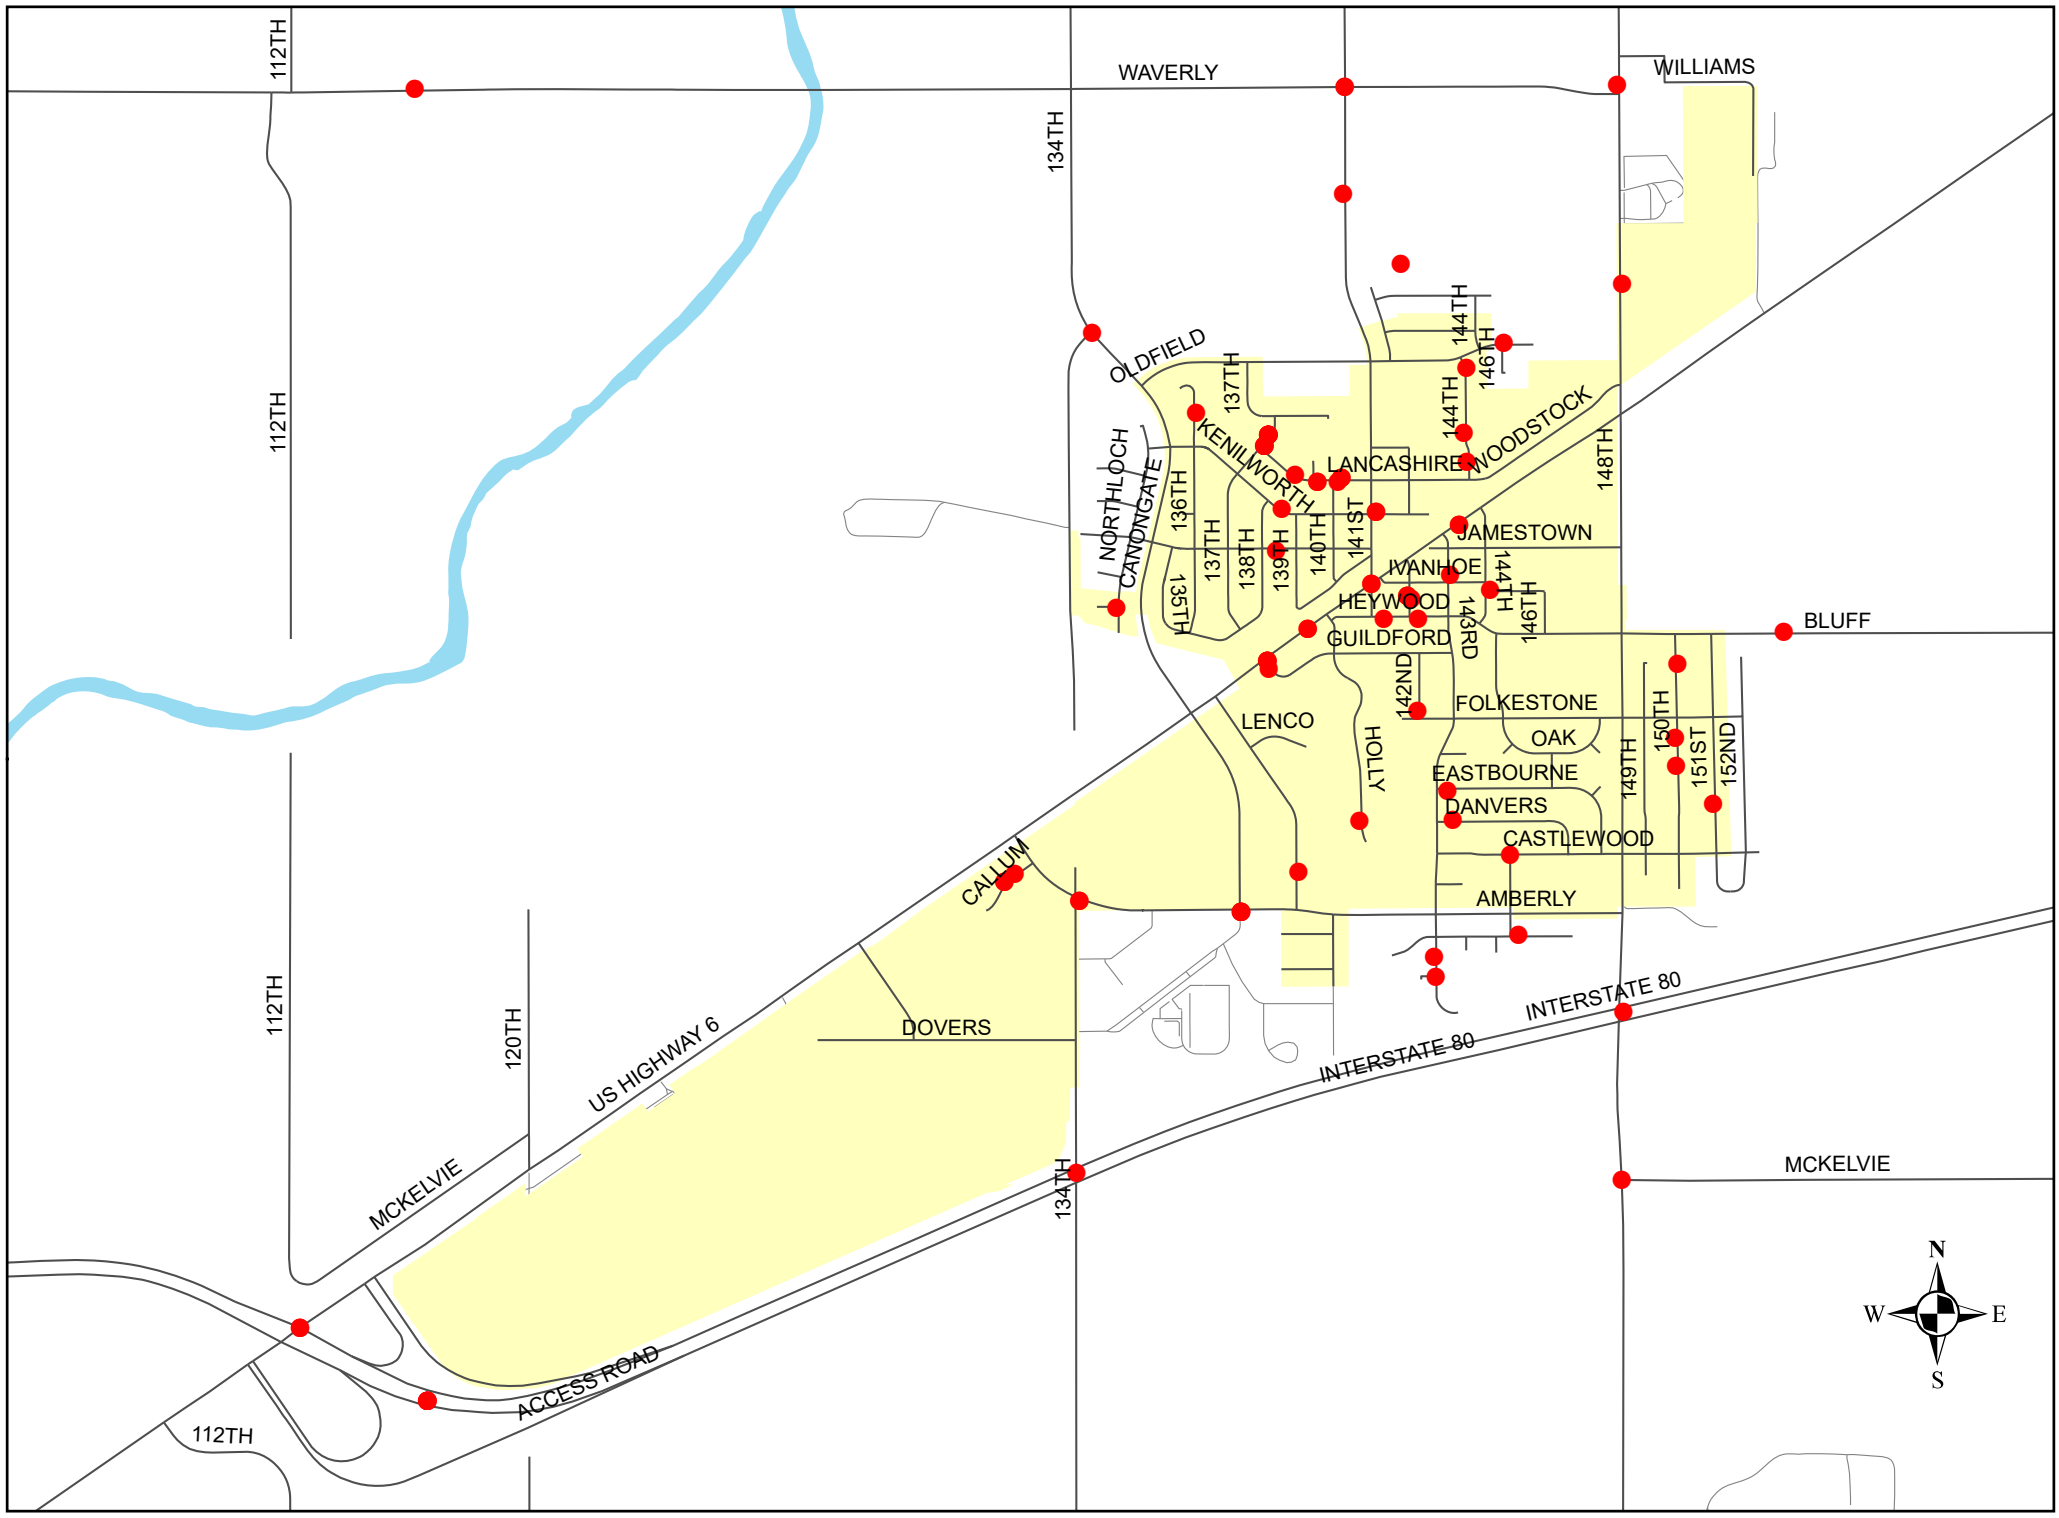 112TH
WAVERLY
WILLIAMS
134TH
OLDFIELD
144TH
146TH
137TH
112TH
144TH
WOODSTOCK
KENILWORTH
148TH
LANCASHIRE
NORTHLOCH
CANONGATE
136TH
141ST
JAMESTOWN
137TH
138TH
139TH
140TH
IVANHOE
144TH
135TH
HEYWOOD
146TH
143RD
BLUFF
GUILDFORD
142ND
FOLKESTONE
150TH
LENCO
OAK
HOLLY
149TH
151ST
152ND
EASTBOURNE
DANVERS
CASTLEWOOD
CALLUM
AMBERLY
INTERSTATE 80
112TH
120TH
DOVERS
INTERSTATE 80
US HIGHWAY 6
134TH
MCKELVIE
MCKELVIE
N
W
E
S
ACCESS ROAD
112TH